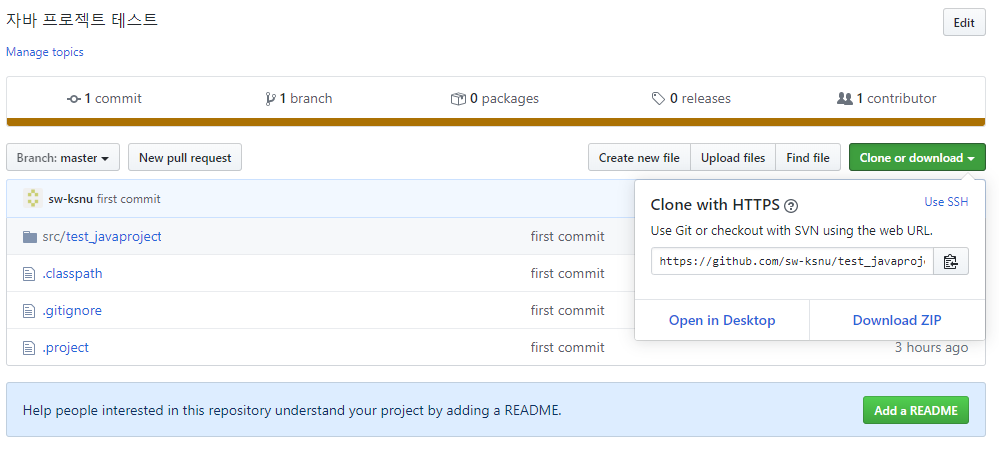 자바 프로젝트 테스트
Edit
Manage topics
1 commit 1 branch 0 packages 0 releases 1 contributor
Branch: master New pull request Create new file Upload files Find file Clone or download
sw-ksnu first commit
Clone with HTTPS Use SSH
Use Git or checkout with SVN using the web URL.
https://github.com/sw-ksnu/test_javaproje
Open in Desktop Download ZIP
src/test_javaproject first commit
.classpath first commit
.gitignore first commit
.project first commit 3 hours ago
Help people interested in this repository understand your project by adding a README. Add a README